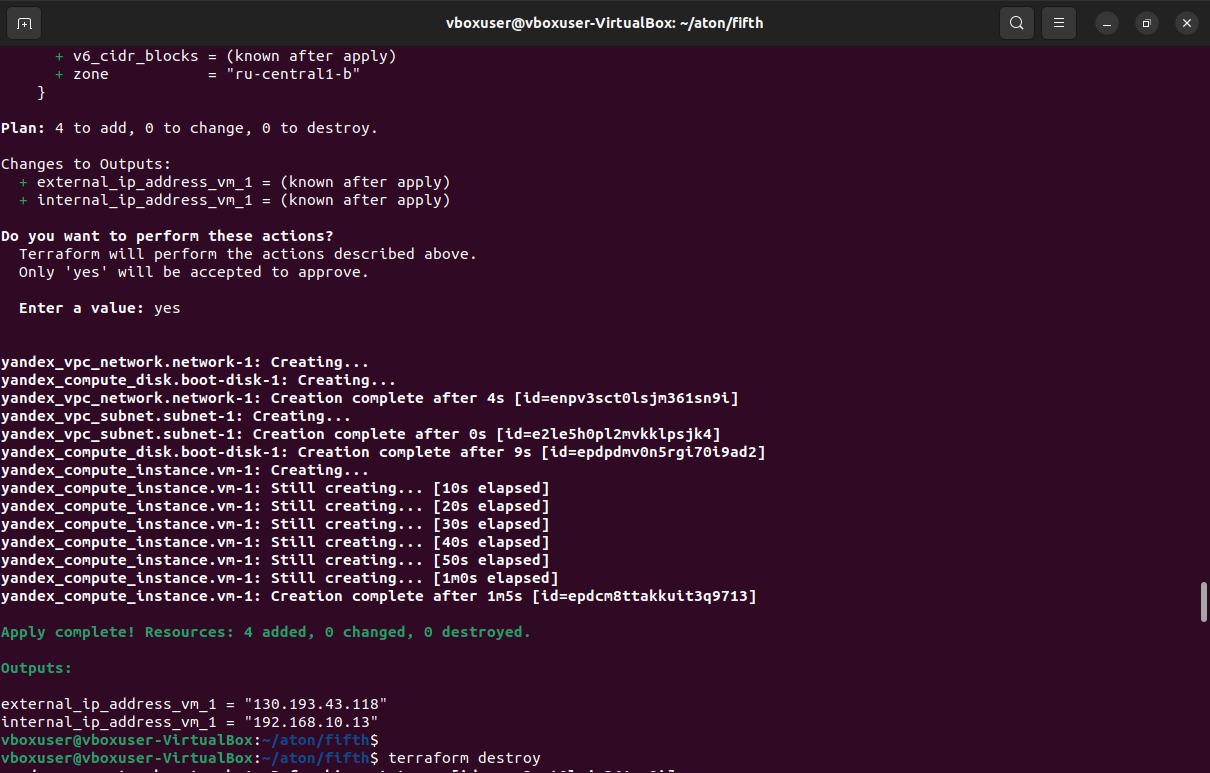 vboxuser@vboxuser-VirtualBox: ~/aton/fifth
+ v6_cidr_blocks = (known after apply)
+ zone           = "ru-central1-b"
}
Plan: 4 to add, 0 to change, 0 to destroy.
Changes to Outputs:
+ external_ip_address_vm_1 = (known after apply)
+ internal_ip_address_vm_1 = (known after apply)
Do you want to perform these actions?
Terraform will perform the actions described above.
Only 'yes' will be accepted to approve.
Enter a value: yes
yandex_vpc_network.network-1: Creating...
yandex_compute_disk.boot-disk-1: Creating...
yandex_vpc_network.network-1: Creation complete after 4s [id=enpv3sct0lsjm361sn9i]
yandex_vpc_subnet.subnet-1: Creating...
yandex_vpc_subnet.subnet-1: Creation complete after 0s [id=e2le5h0pl2mvkklpsjk4]
yandex_compute_disk.boot-disk-1: Creation complete after 9s [id=epdpdmv0n5rgi70i9ad2]
yandex_compute_instance.vm-1: Creating...
yandex_compute_instance.vm-1: Still creating... [10s elapsed]
yandex_compute_instance.vm-1: Still creating... [20s elapsed]
yandex_compute_instance.vm-1: Still creating... [30s elapsed]
yandex_compute_instance.vm-1: Still creating... [40s elapsed]
yandex_compute_instance.vm-1: Still creating... [50s elapsed]
yandex_compute_instance.vm-1: Still creating... [1m0s elapsed]
yandex_compute_instance.vm-1: Creation complete after 1m5s [id=epdcm8ttakkuit3q9713]
Apply complete! Resources: 4 added, 0 changed, 0 destroyed.
Outputs:
external_ip_address_vm_1 = "130.193.43.118"
internal_ip_address_vm_1 = "192.168.10.13"
vboxuser@vboxuser-VirtualBox:~/aton/fifth$
vboxuser@vboxuser-VirtualBox:~/aton/fifth$ terraform destroy